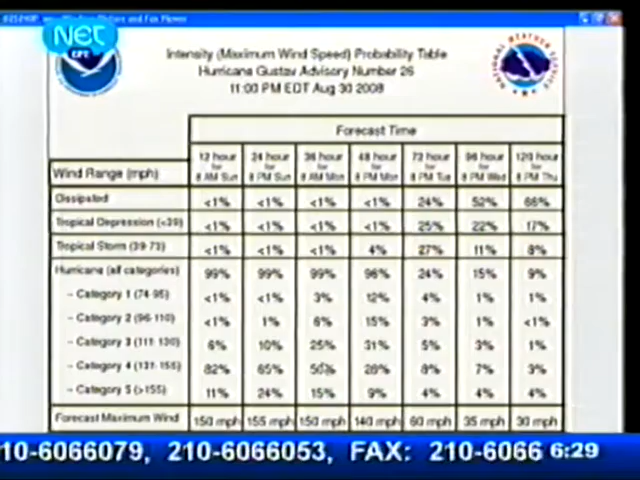 Net
Intensity (Maximum Wind Speed) Probability Table
Hurricane Gustav Advisory Number 26
11:00 PM EDT Aug 30 2008
NATIONAL WEATHER SERVICE
Forecast Time
Wind Range (mph) 12 hour for 8 AM Sun 24 hour for 8 PM Sun 36 hour for 8 AM Mon 48 hour for 8 PM Mon 72 hour for 8 PM Tue 96 hour for 8 PM Wed 120 hour for 8 PM Thu
Dissipated <1% <1% <1% <1% 24% 52% 66%
Tropical Depression (<39) <1% <1% <1% <1% 25% 22% 17%
Tropical Storm (39-73) <1% <1% <1% 4% 27% 11% 8%
Hurricane (all categories) 99% 99% 99% 96% 24% 15% 9%
- Category 1 (74-95) <1% <1% 3% 12% 4% 1% 1%
- Category 2 (96-110) <1% 1% 6% 15% 3% 1% <1%
- Category 3 (111-130) 6% 10% 25% 31% 5% 3% 1%
- Category 4 (131-155) 82% 65% 28% 8% 7% 3%
- Category 5 (>155) 11% 24% 15% 9% 4% 4% 4%
Forecast Maximum Wind 150 mph 155 mph 150 mph 140 mph 60 mph 35 mph 30 mph
10-6066079, 210-6066053, FAX: 210-6066 6:29